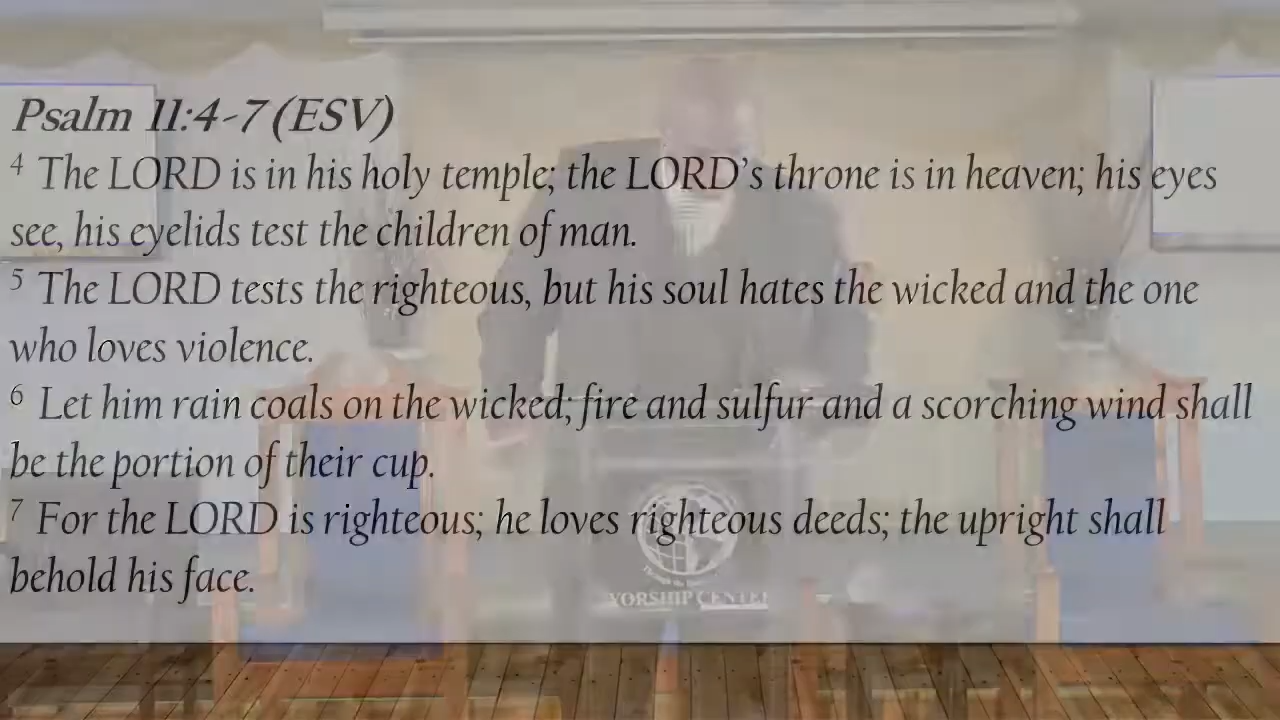 Psalm 11:4-7 (ESV)
4 The LORD is in his holy temple; the LORD’s throne is in heaven; his eyes
see, his eyelids test the children of man.
5 The LORD tests the righteous, but his soul hates the wicked and the one
who loves violence.
6 Let him rain coals on the wicked; fire and sulfur and a scorching wind shall
be the portion of their cup.
7 For the LORD is righteous; he loves righteous deeds; the upright shall
behold his face.
Through the
WORSHIP CENTER